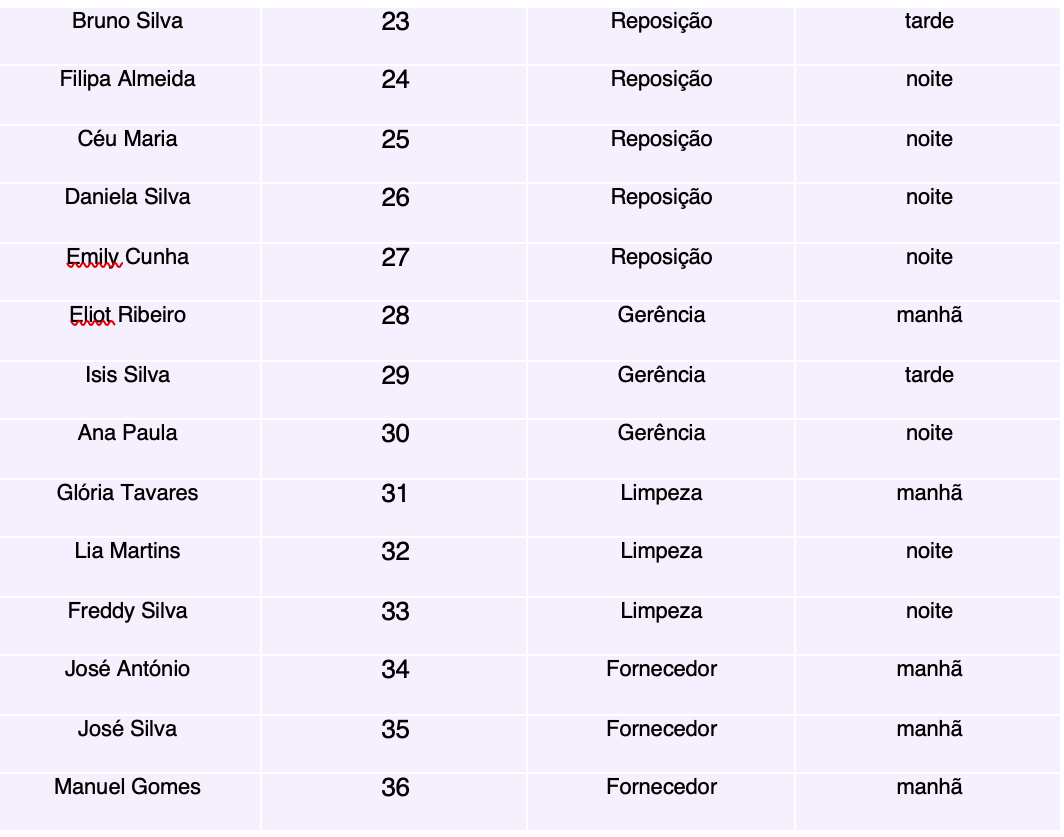 Bruno Silva 23 Reposição tarde
Filipa Almeida 24 Reposição noite
Céu Maria 25 Reposição noite
Daniela Silva 26 Reposição noite
Emily Cunha 27 Reposição noite
Eliot Ribeiro 28 Gerência manhã
Isis Silva 29 Gerência tarde
Ana Paula 30 Gerência noite
Glória Tavares 31 Limpeza manhã
Lia Martins 32 Limpeza noite
Freddy Silva 33 Limpeza noite
José António 34 Fornecedor manhã
José Silva 35 Fornecedor manhã
Manuel Gomes 36 Fornecedor manhã